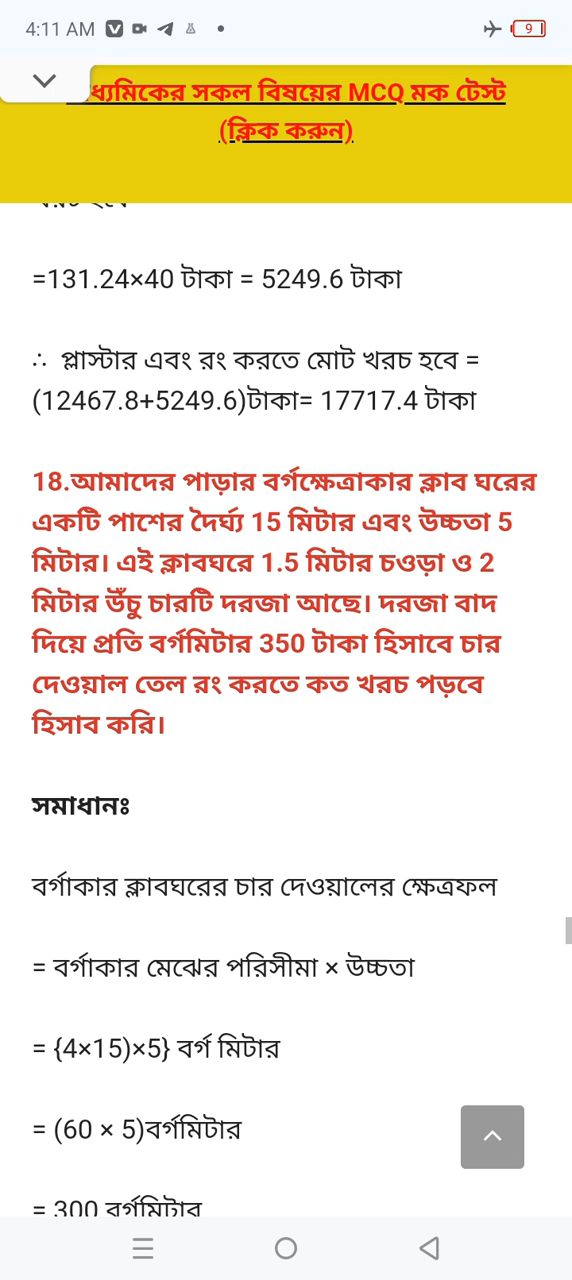 4:11 AM
9
ধ্যমিকের সকল বিষয়ের MCQ মক টেস্ট
(ক্লিক করুন)
=131.24×40 টাকা = 5249.6 টাকা
∴ প্লাস্টার এবং রং করতে মোট খরচ হবে =
(12467.8+5249.6)টাকা= 17717.4 টাকা
18.আমাদের পাড়ার বর্গক্ষেত্রাকার ক্লাব ঘরের
একটি পাশের দৈর্ঘ্য 15 মিটার এবং উচ্চতা 5
মিটার। এই ক্লাবঘরে 1.5 মিটার চওড়া ও 2
মিটার উঁচু চারটি দরজা আছে। দরজা বাদ
দিয়ে প্রতি বর্গমিটার 350 টাকা হিসাবে চার
দেওয়াল তেল রং করতে কত খরচ পড়বে
হিসাব করি।
সমাধানঃ
বর্গাকার ক্লাবঘরের চার দেওয়ালের ক্ষেত্রফল
= বর্গাকার মেঝের পরিসীমা × উচ্চতা
= {4×15)×5} বর্গ মিটার
= (60 × 5)বর্গমিটার
= 300 বর্গমিটার